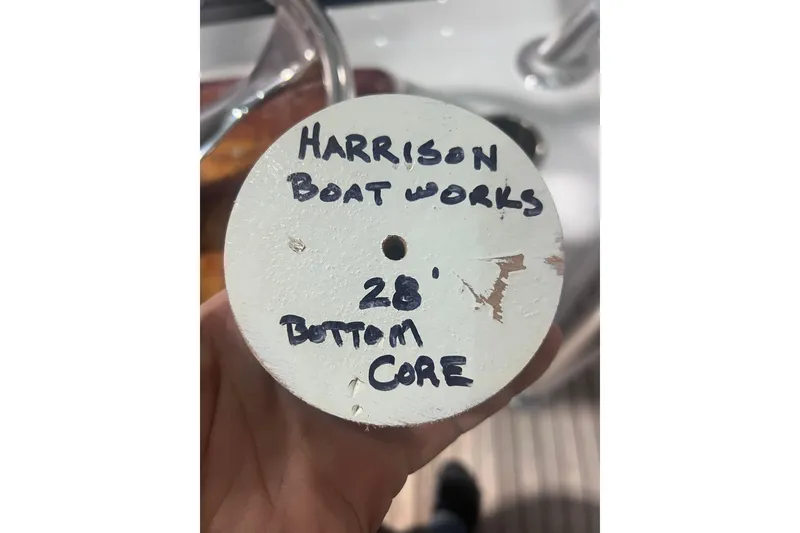 HARRISON
BOAT WORKS
28'
BOTTOM
CORE